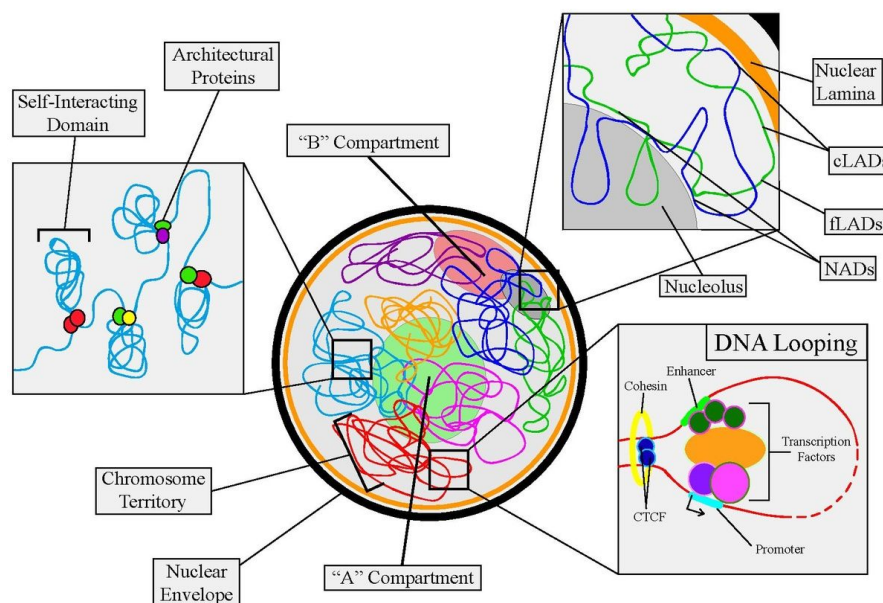 Architectural
Proteins
Self-Interacting
Domain
"B" Compartment
Nuclear
Lamina
cLADs
fLADs
NADs
Nucleolus
DNA Looping
Enhancer
Cohesin
Transcription
Factors
CTCF
Promoter
Chromosome
Territory
Nuclear
Envelope
"A" Compartment